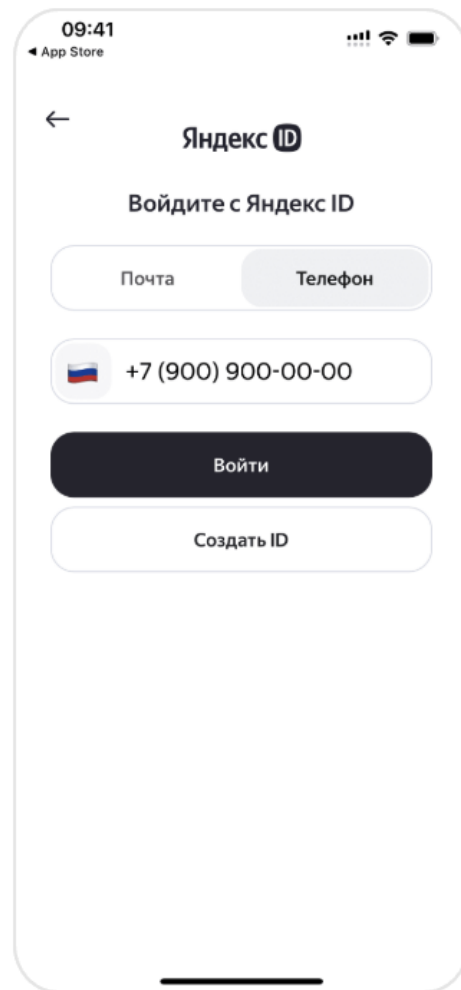 09:41
◀ App Store
Яндекс ID
Войдите с Яндекс ID
Почта
Телефон
+7 (900) 900-00-00
Войти
Создать ID